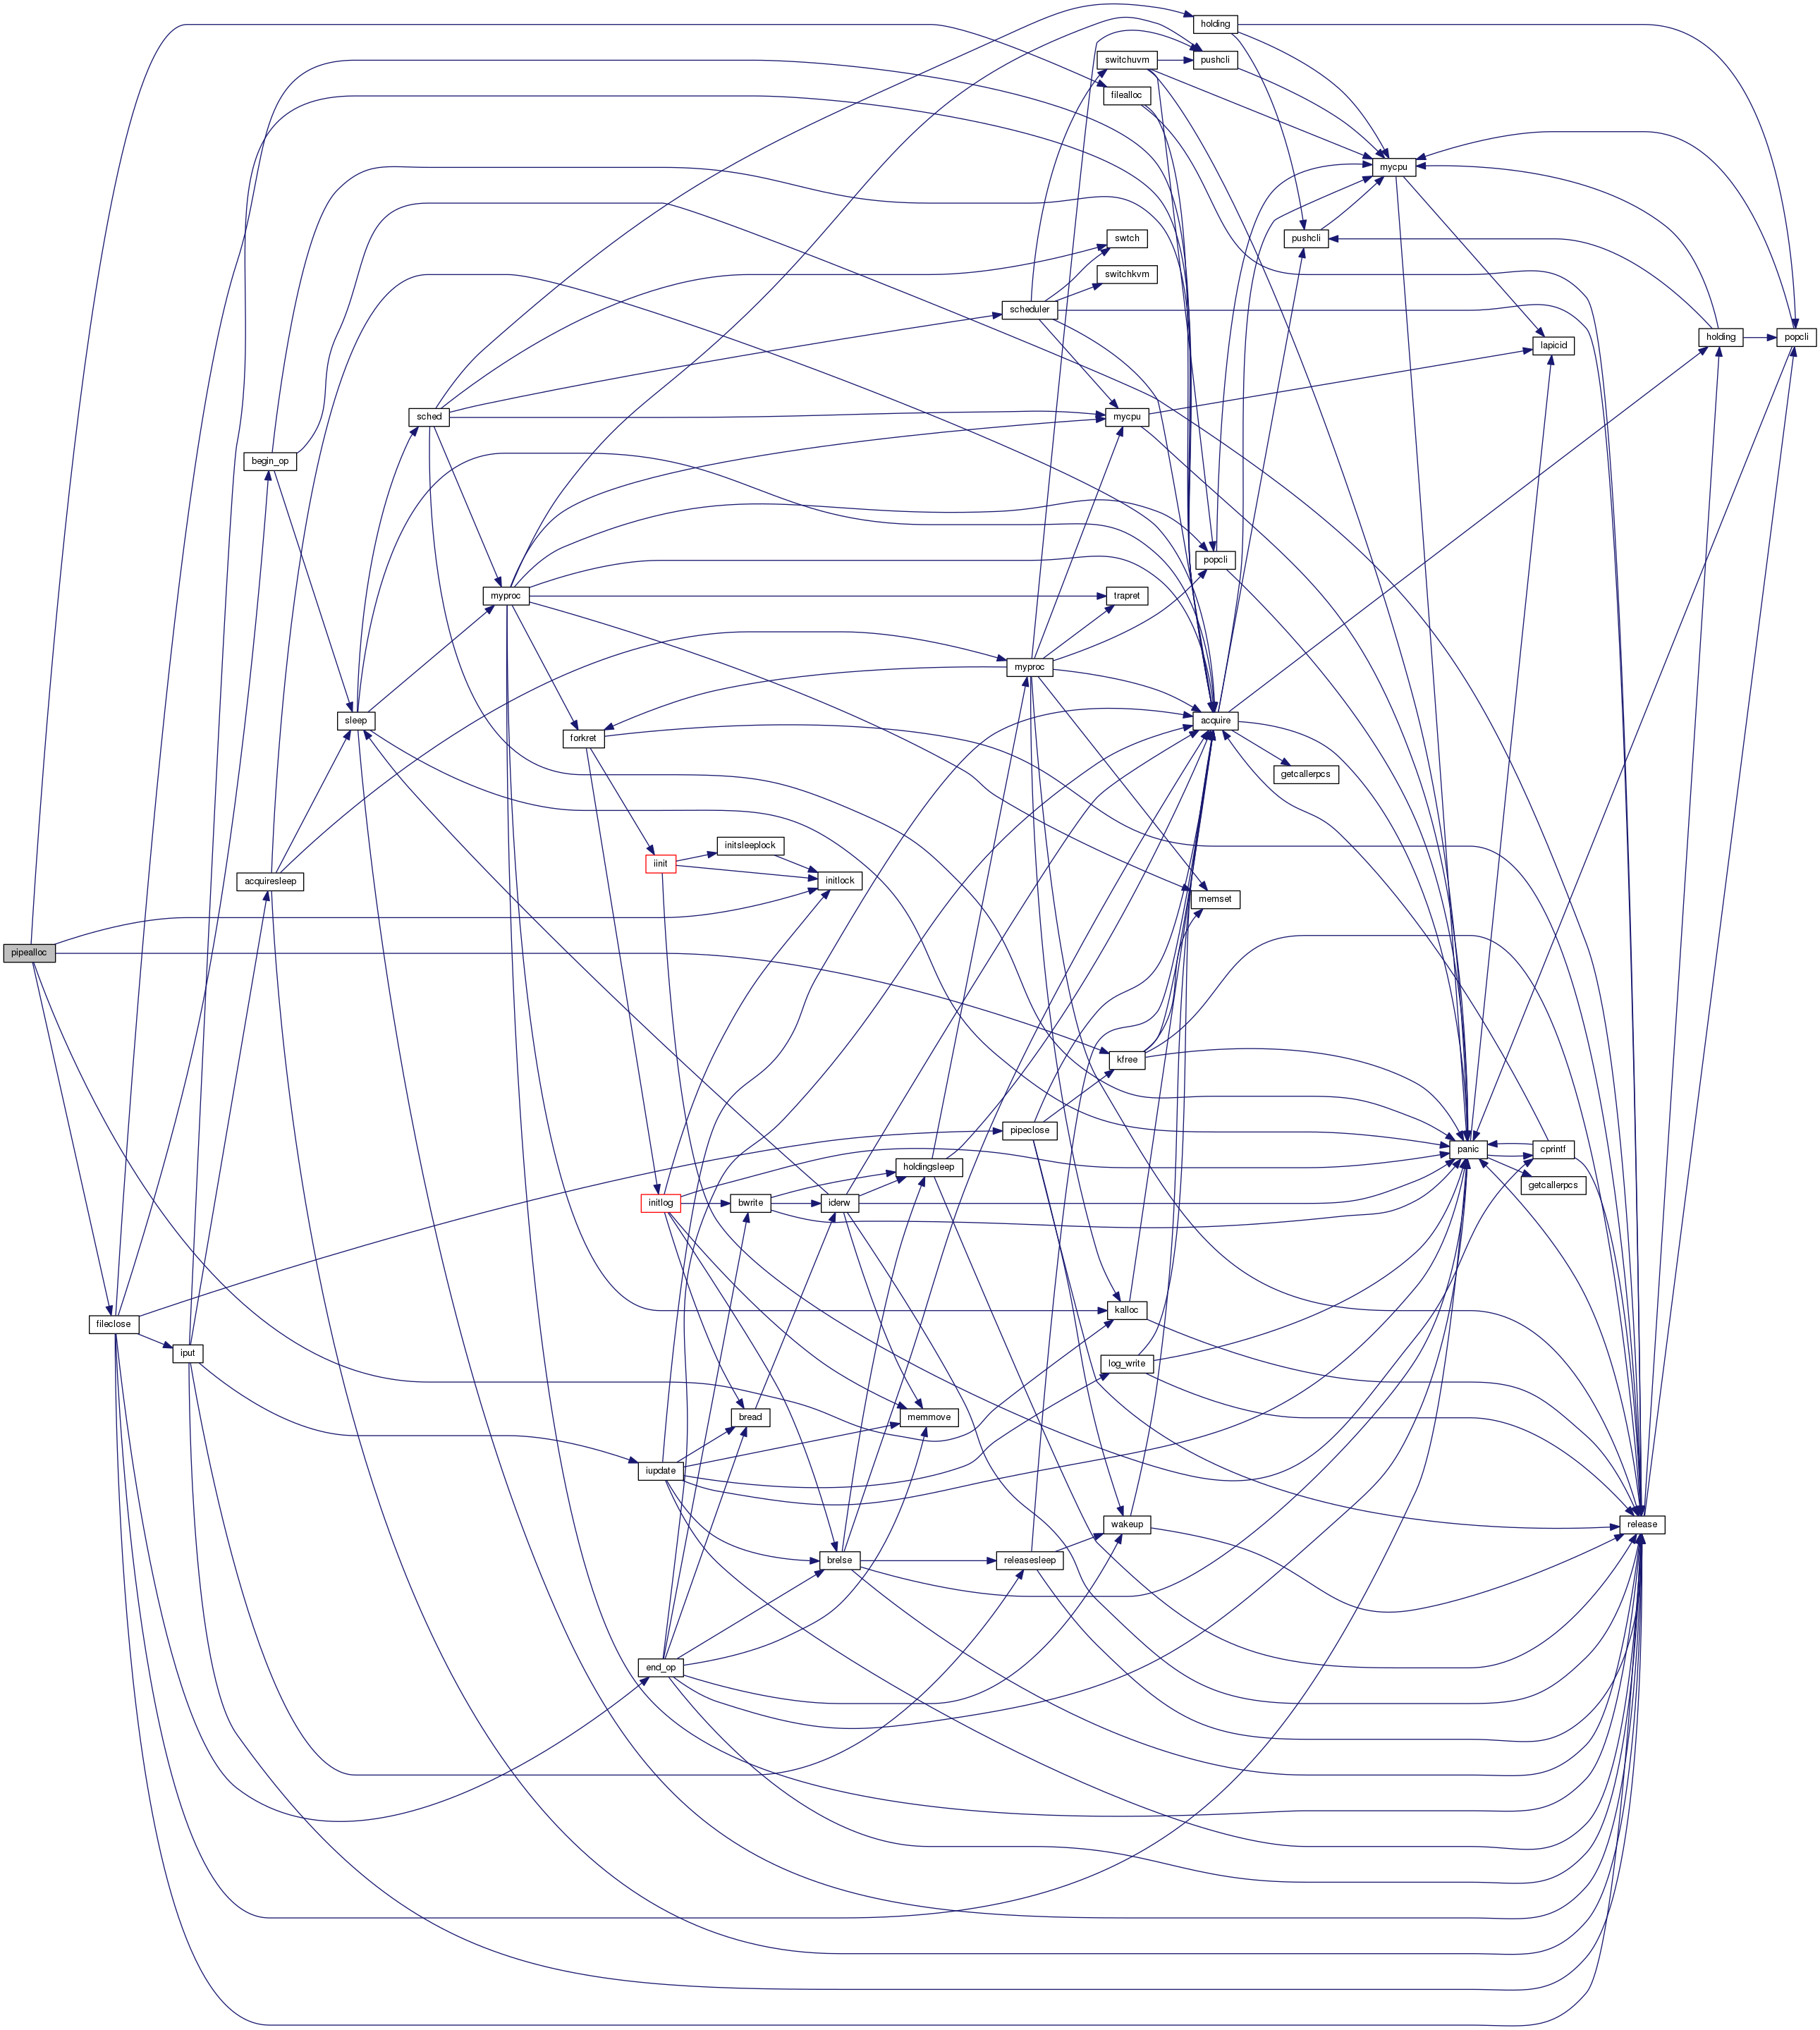 holding
pushcli
switchuvm
filealloc
mycpu
pushcli
swtch
switchkvm
scheduler
lapicid
holding
popcli
sched
mycpu
begin_op
popcli
myproc
trapret
myproc
sleep
acquire
forkret
getcallerpcs
initsleeplock
iinit
acquiresleep
initlock
memset
pipealloc
kfree
pipeclose
panic
cprintf
holdingsleep
getcallerpcs
initlog
bwrite
iderw
kalloc
fileclose
iput
log_write
bread
memmove
iupdate
wakeup
release
brelse
releasesleep
end_op